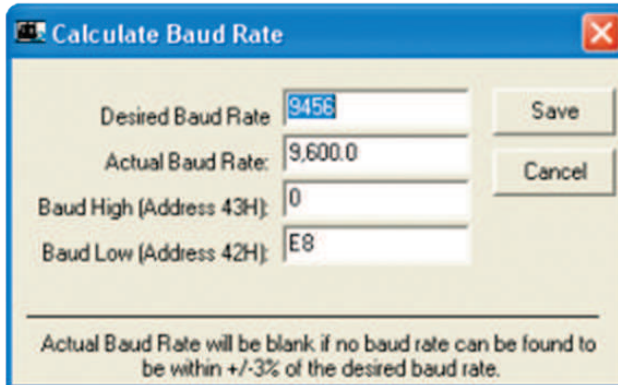 Calculate Baud Rate
Desired Baud Rate 9456 Save
Actual Baud Rate: 9,600.0
Cancel
Baud High (Address 43H): 0
Baud Low (Address 42H): E8
Actual Baud Rate will be blank if no baud rate can be found to
be within +/-3% of the desired baud rate.